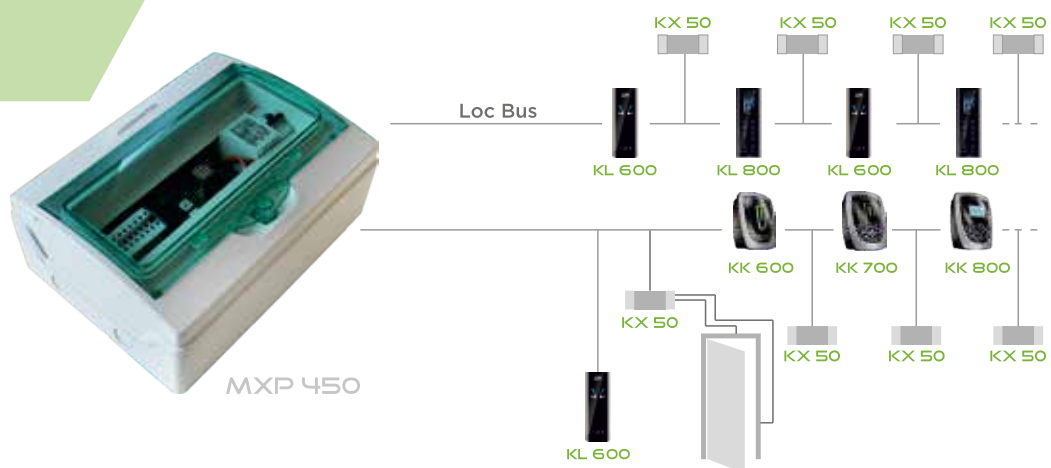 KX 50 KX 50 KX 50 KX 50
Loc Bus
KL 600 KL 800 KL 600 KL 800
KK 600 KK 700 KK 800
KX 50
KX 50 KX 50 KX 50
MXP 450
KL 600